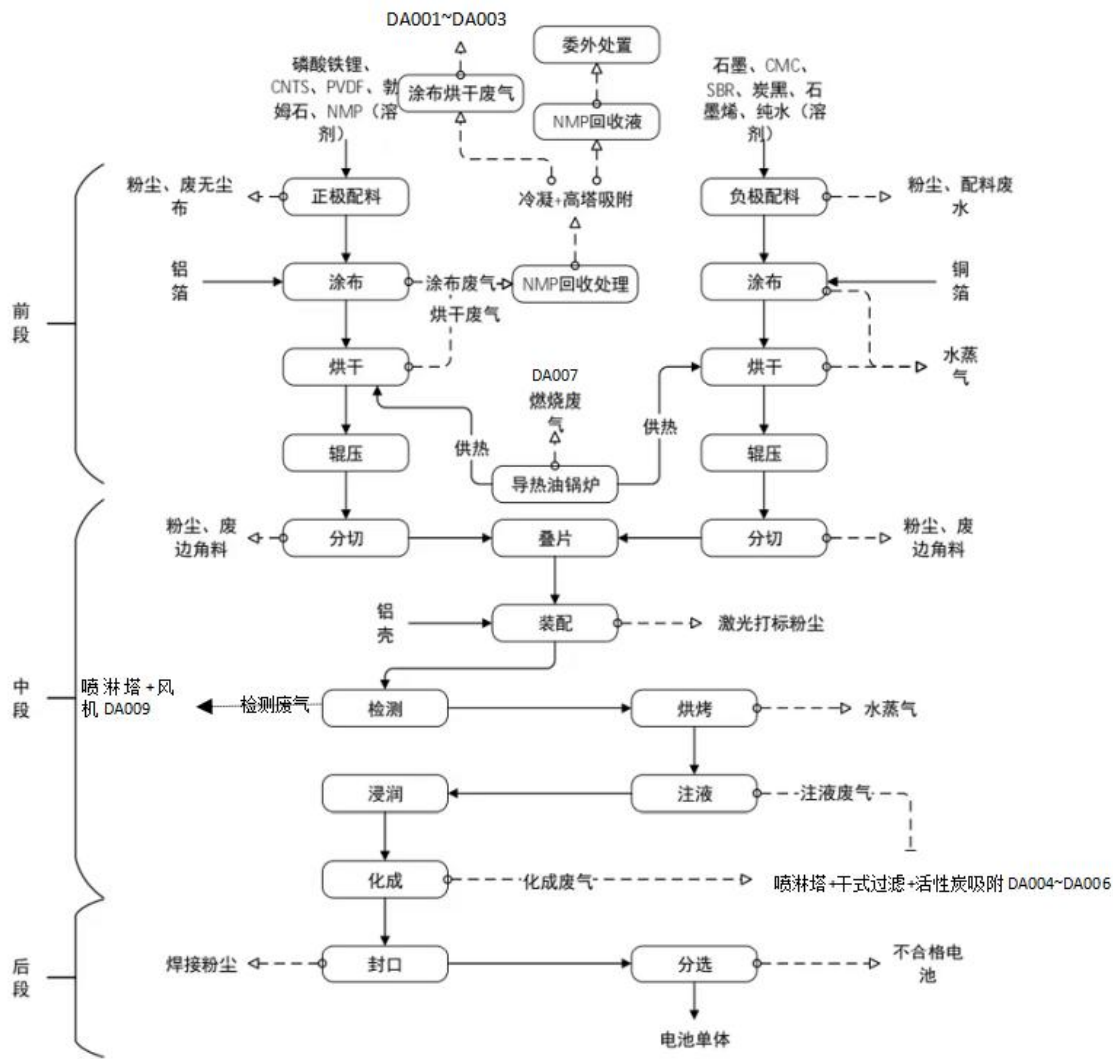 DA001~DA003
委外处置
磷酸铁锂、
CNTS、PVDF、勃
姆石、NMP（溶
剂）
涂布烘干废气
NMP回收液
石墨、CMC、
SBR、炭黑、石
墨烯、纯水（溶
剂）
粉尘、废无尘
布
正极配料
冷凝+高塔吸附
负极配料
粉尘、配料废
水
铝
箔
涂布
涂布废气
烘干废气
NMP回收处理
涂布
铜
箔
前
段
烘干
DA007
燃烧废
气
烘干
水蒸
气
供热
供热
辊压
导热油锅炉
辊压
粉尘、废
边角料
分切
叠片
分切
粉尘、废
边角料
铝
壳
装配
激光打标粉尘
中
段
喷淋塔+风
机DA009
检测废气
检测
烘烤
水蒸气
浸润
注液
注液废气
化成
化成废气
喷淋塔+干式过滤+活性炭吸附DA004~DA006
后
段
焊接粉尘
封口
分选
不合格电
池
电池单体